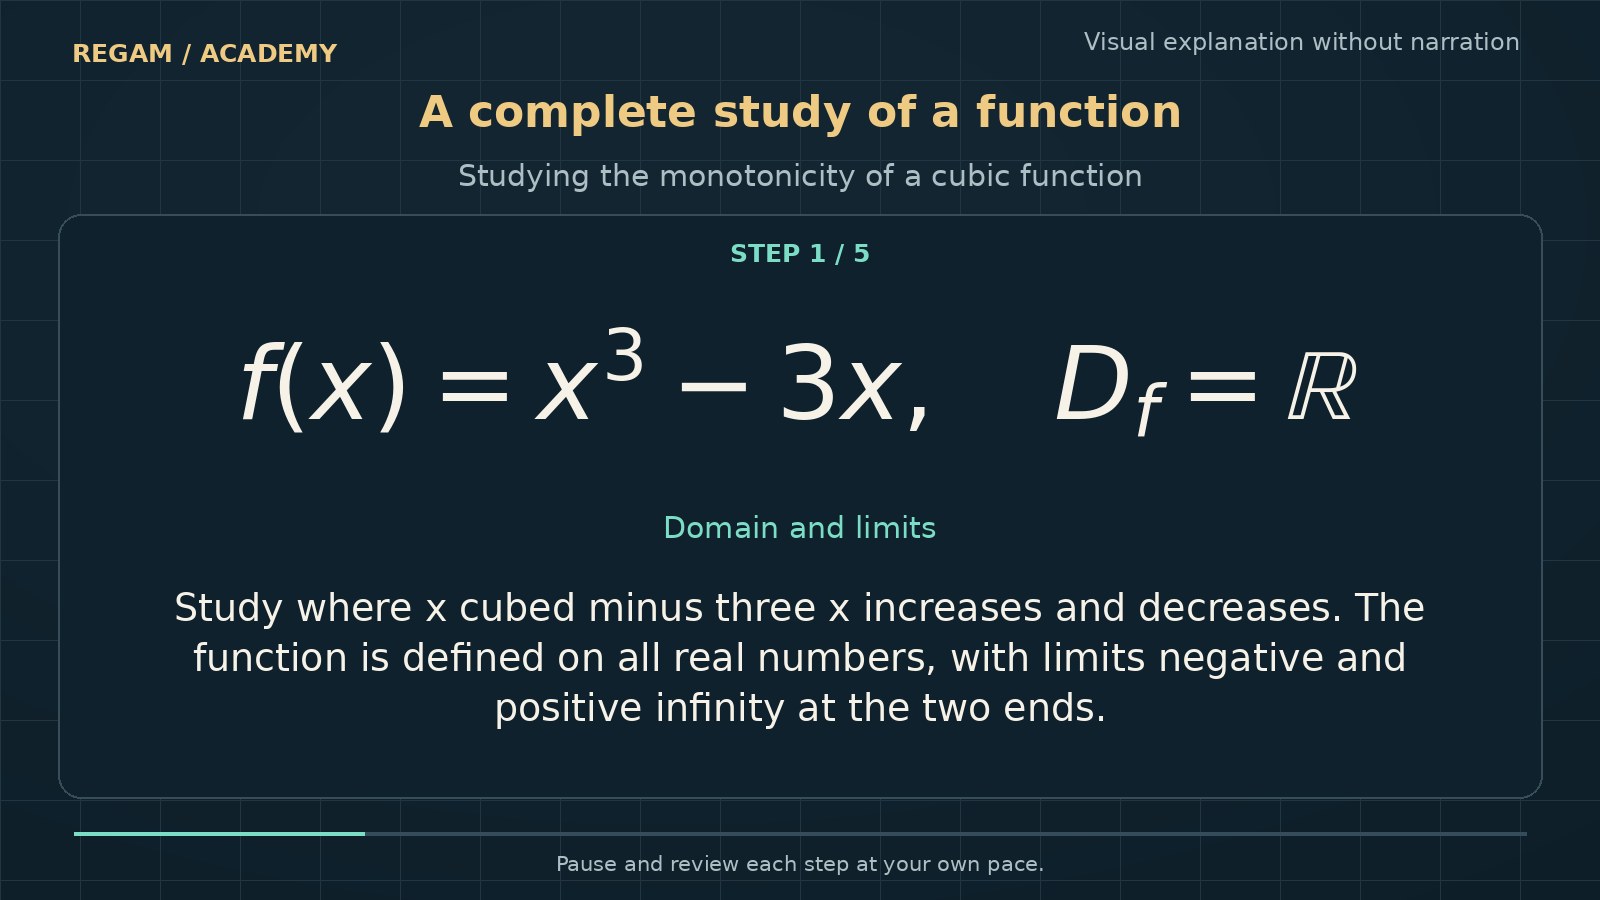 REGAM / ACADEMY
Visual explanation without narration
A complete study of a function
Studying the monotonicity of a cubic function
STEP 1 / 5
f(x) = x³ − 3x, D_f = ℝ
Domain and limits
Study where x cubed minus three x increases and decreases. The
function is defined on all real numbers, with limits negative and
positive infinity at the two ends.
Pause and review each step at your own pace.